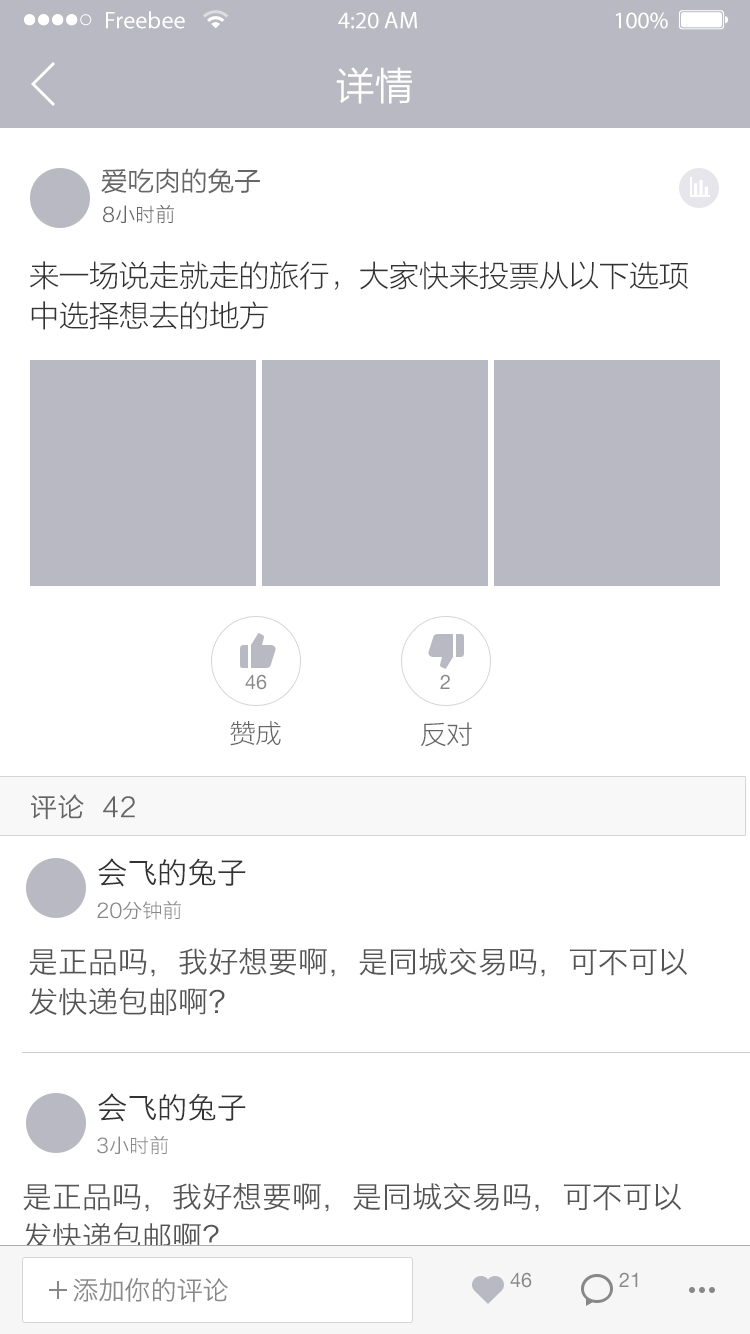 Freebee 4:20 AM 100%
详情
爱吃肉的兔子
8小时前
来一场说走就走的旅行，大家快来投票从以下选项
中选择想去的地方
46 2
赞成 反对
评论 42
会飞的兔子
20分钟前
是正品吗，我好想要啊，是同城交易吗，可不可以
发快递包邮啊?
会飞的兔子
3小时前
是正品吗，我好想要啊，是同城交易吗，可不可以
发快递包邮啊?
+添加你的评论 46 21